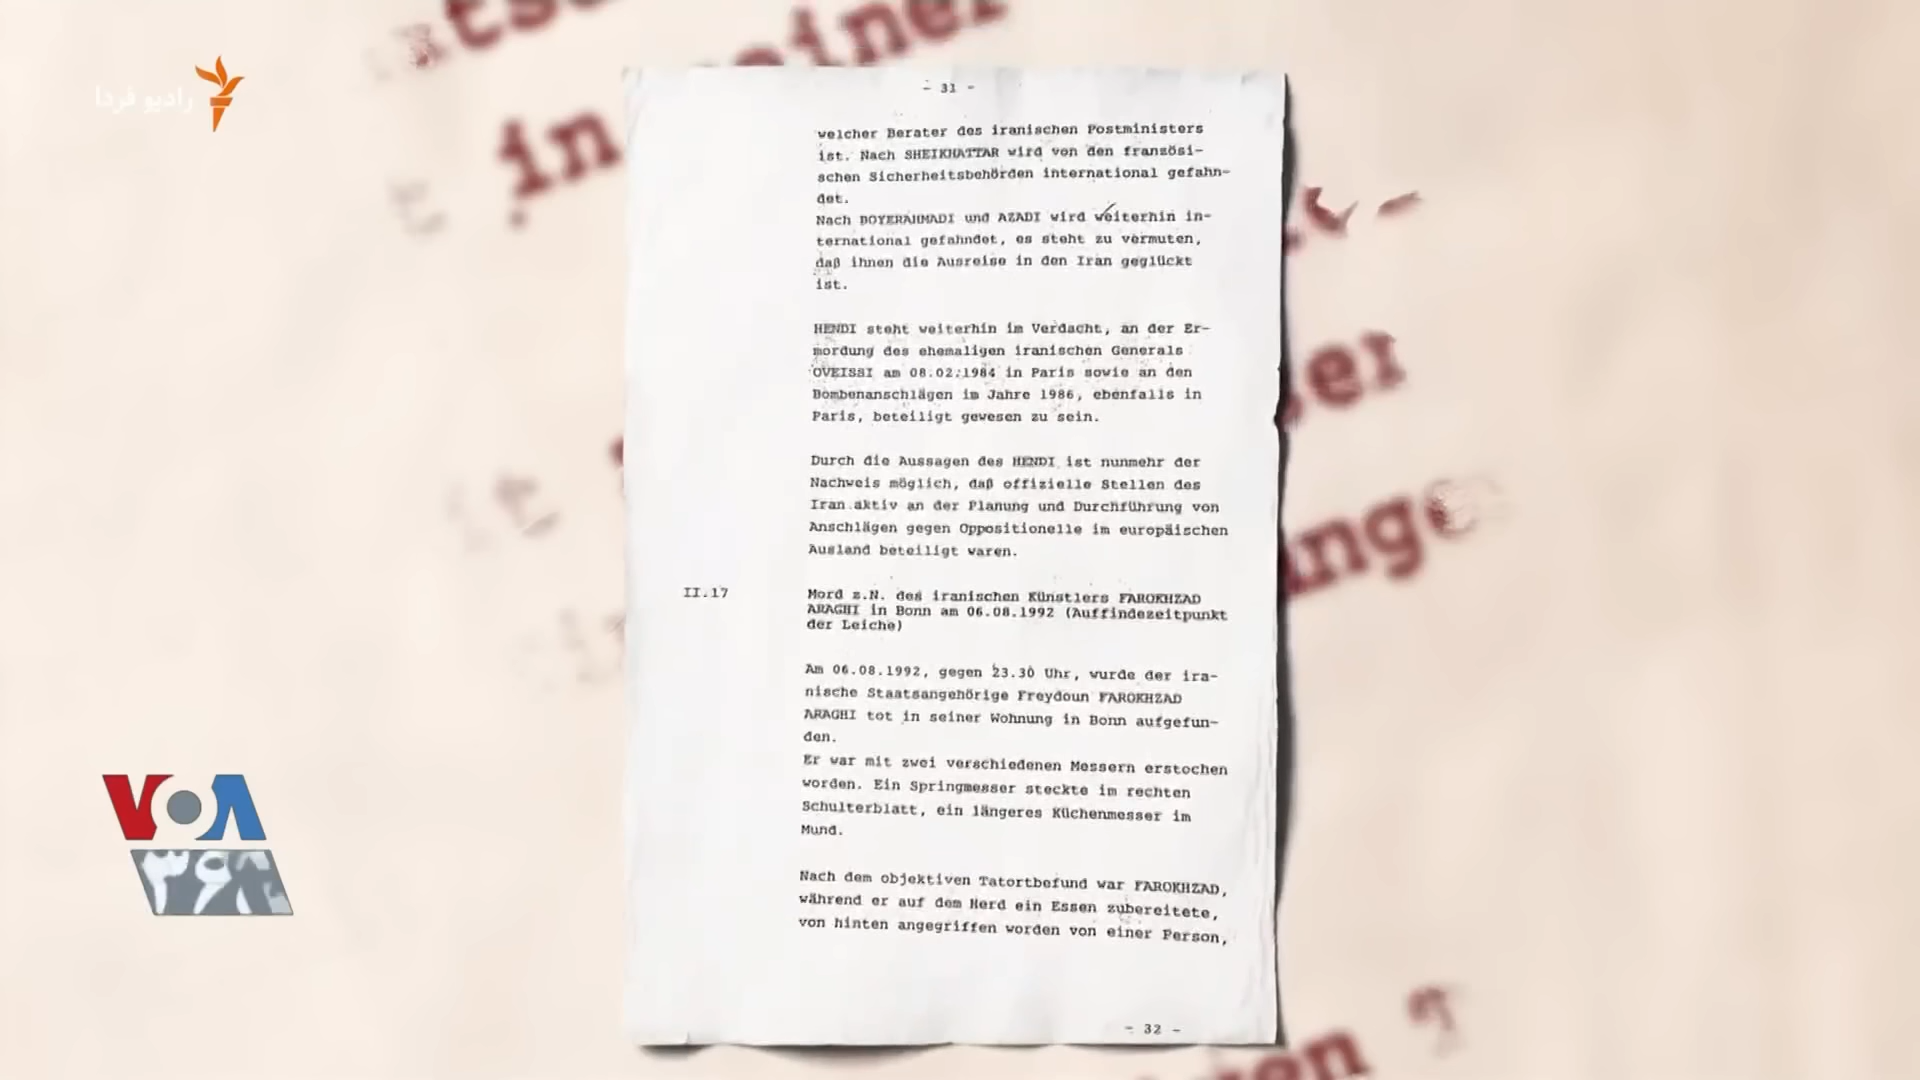 رادیو فردا
- 31 -
welcher Berater des iranischen Postministers
ist. Nach SHEIKHATTAR wird von den französi-
schen Sicherheitsbehörden international gefahn-
det.
Nach BOYERAHMADI und AZADI wird weiterhin in-
ternational gefahndet, es steht zu vermuten,
daß ihnen die Ausreise in den Iran geglückt
ist.
HENDI steht weiterhin im Verdacht, an der Er-
mordung des ehemaligen iranischen Generals
OVEISSI am 08.02.1984 in Paris sowie an den
Bombenanschlägen im Jahre 1986, ebenfalls in
Paris, beteiligt gewesen zu sein.
Durch die Aussagen des HENDI ist nunmehr der
Nachweis möglich, daß offizielle Stellen des
Iran aktiv an der Planung und Durchführung von
Anschlägen gegen Oppositionelle im europäischen
Ausland beteiligt waren.
II.17 Mord z.N. des iranischen Künstlers FAROKHZAD
ARAGHI in Bonn am 06.08.1992 (Auffindezeitpunkt
der Leiche)
Am 06.08.1992, gegen 23.30 Uhr, wurde der ira-
nische Staatsangehörige Freydoun FAROKHZAD
ARAGHI tot in seiner Wohnung in Bonn aufgefun-
den.
Er war mit zwei verschiedenen Messern erstochen
worden. Ein Springmesser steckte im rechten
Schulterblatt, ein längeres Küchenmesser im
Mund.
Nach dem objektiven Tatortbefund war FAROKHZAD,
während er auf dem Herd ein Essen zubereitete,
von hinten angegriffen worden von einer Person,
- 32 -
VOA
۳۶۵
in